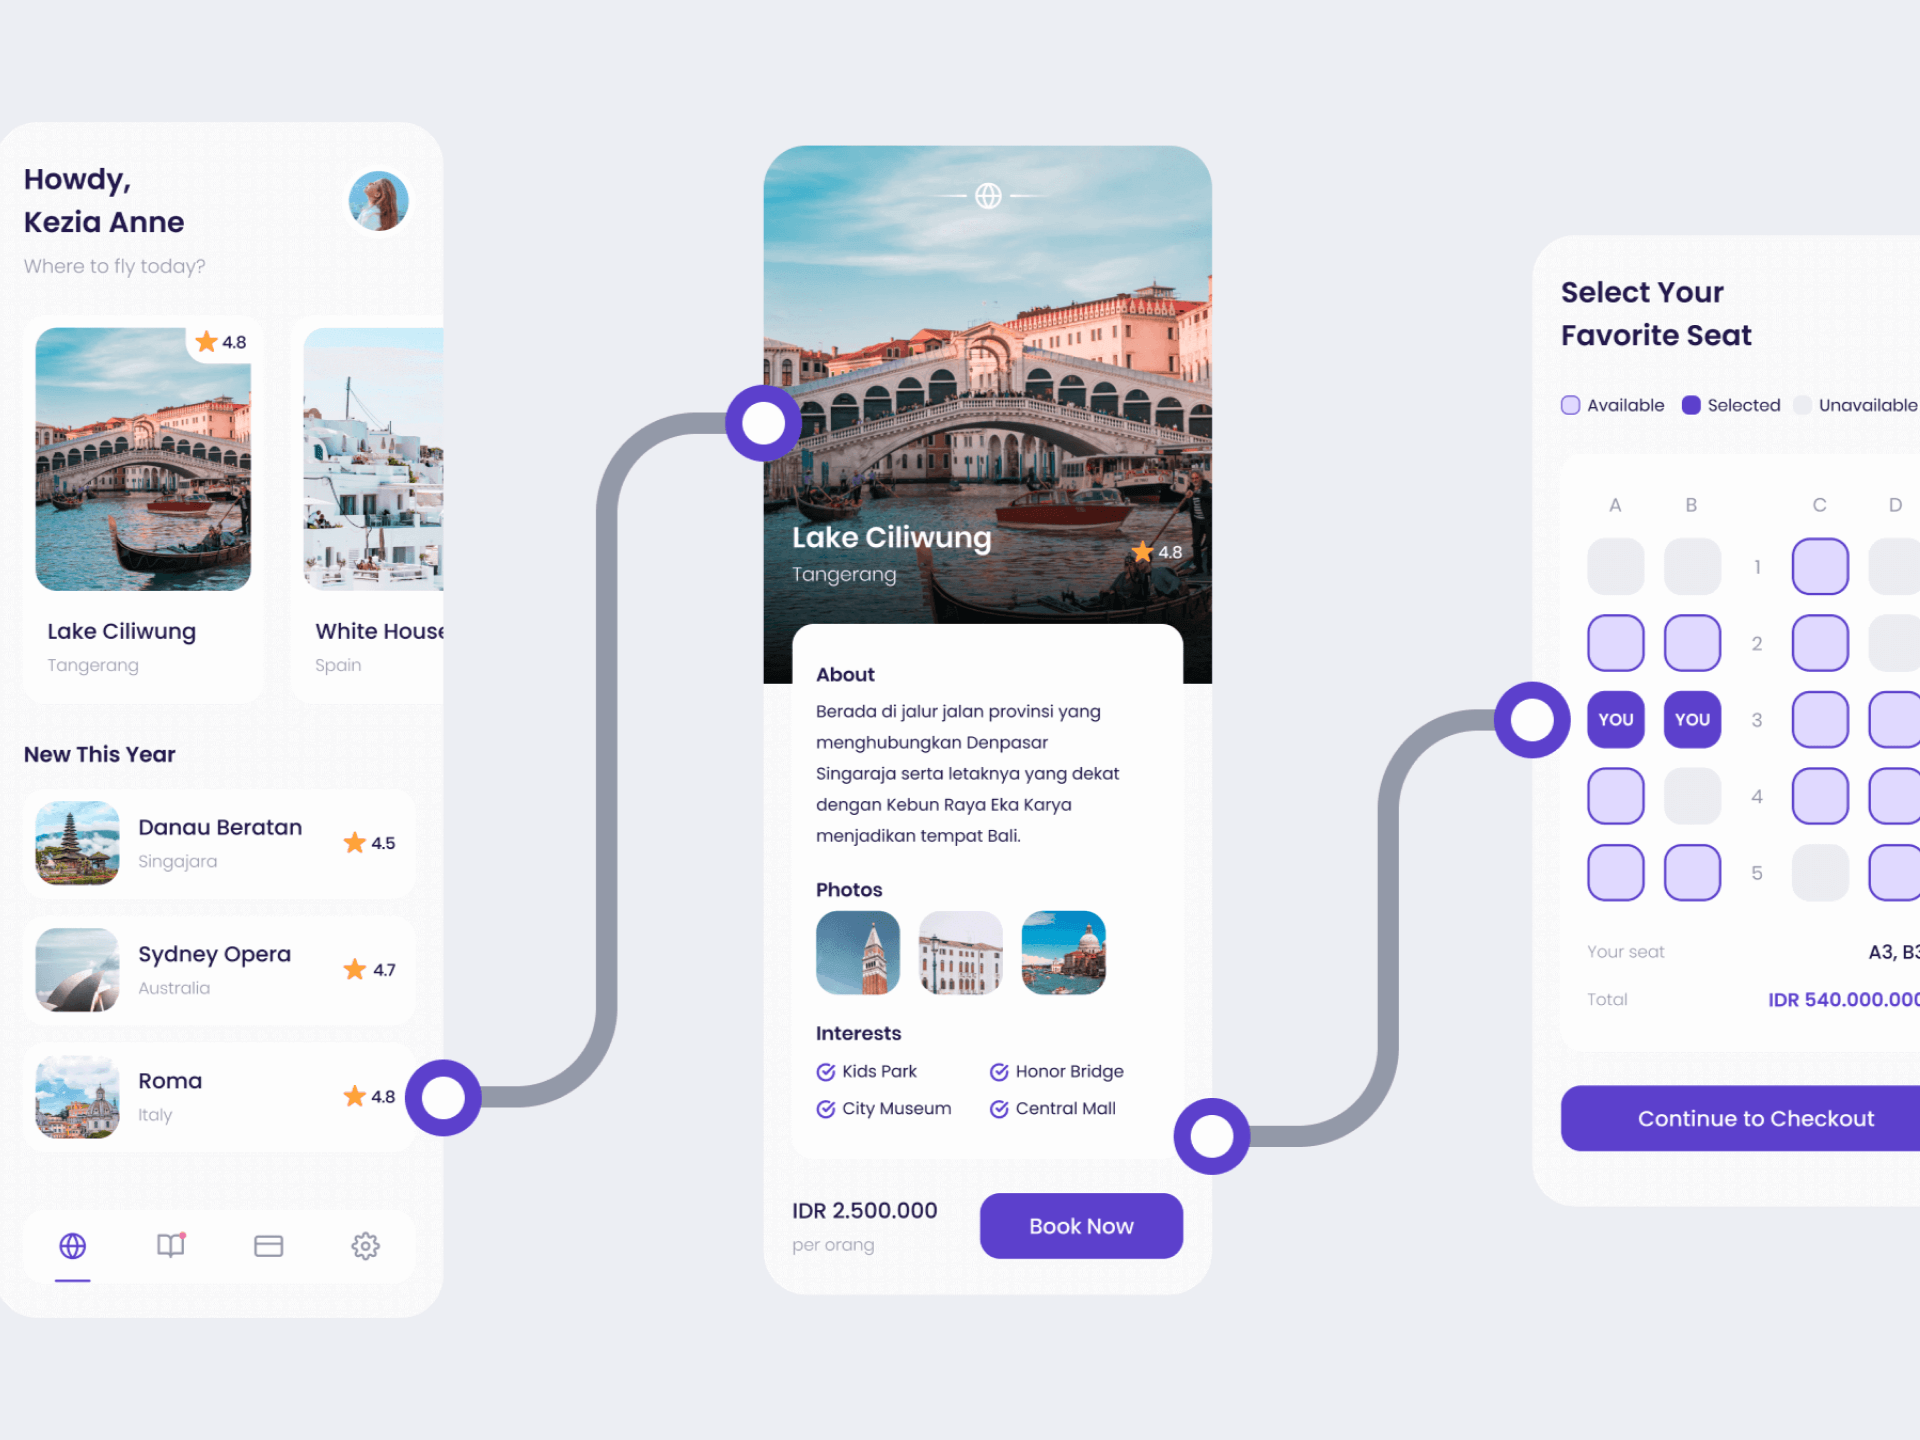 Howdy,
Kezia Anne
Where to fly today?
4.8
Lake Ciliwung
Tangerang
White House
Spain
New This Year
Danau Beratan
Singajara
4.5
Sydney Opera
Australia
4.7
Roma
Italy
4.8
Lake Ciliwung
Tangerang
4.8
About
Berada di jalur jalan provinsi yang
menghubungkan Denpasar
Singaraja serta letaknya yang dekat
dengan Kebun Raya Eka Karya
menjadikan tempat Bali.
Photos
Interests
Kids Park
Honor Bridge
City Museum
Central Mall
IDR 2.500.000
per orang
Book Now
Select Your
Favorite Seat
Available Selected Unavailable
A B C D
1
2
YOU YOU 3
4
5
Your seat A3, B3
Total IDR 540.000.000
Continue to Checkout